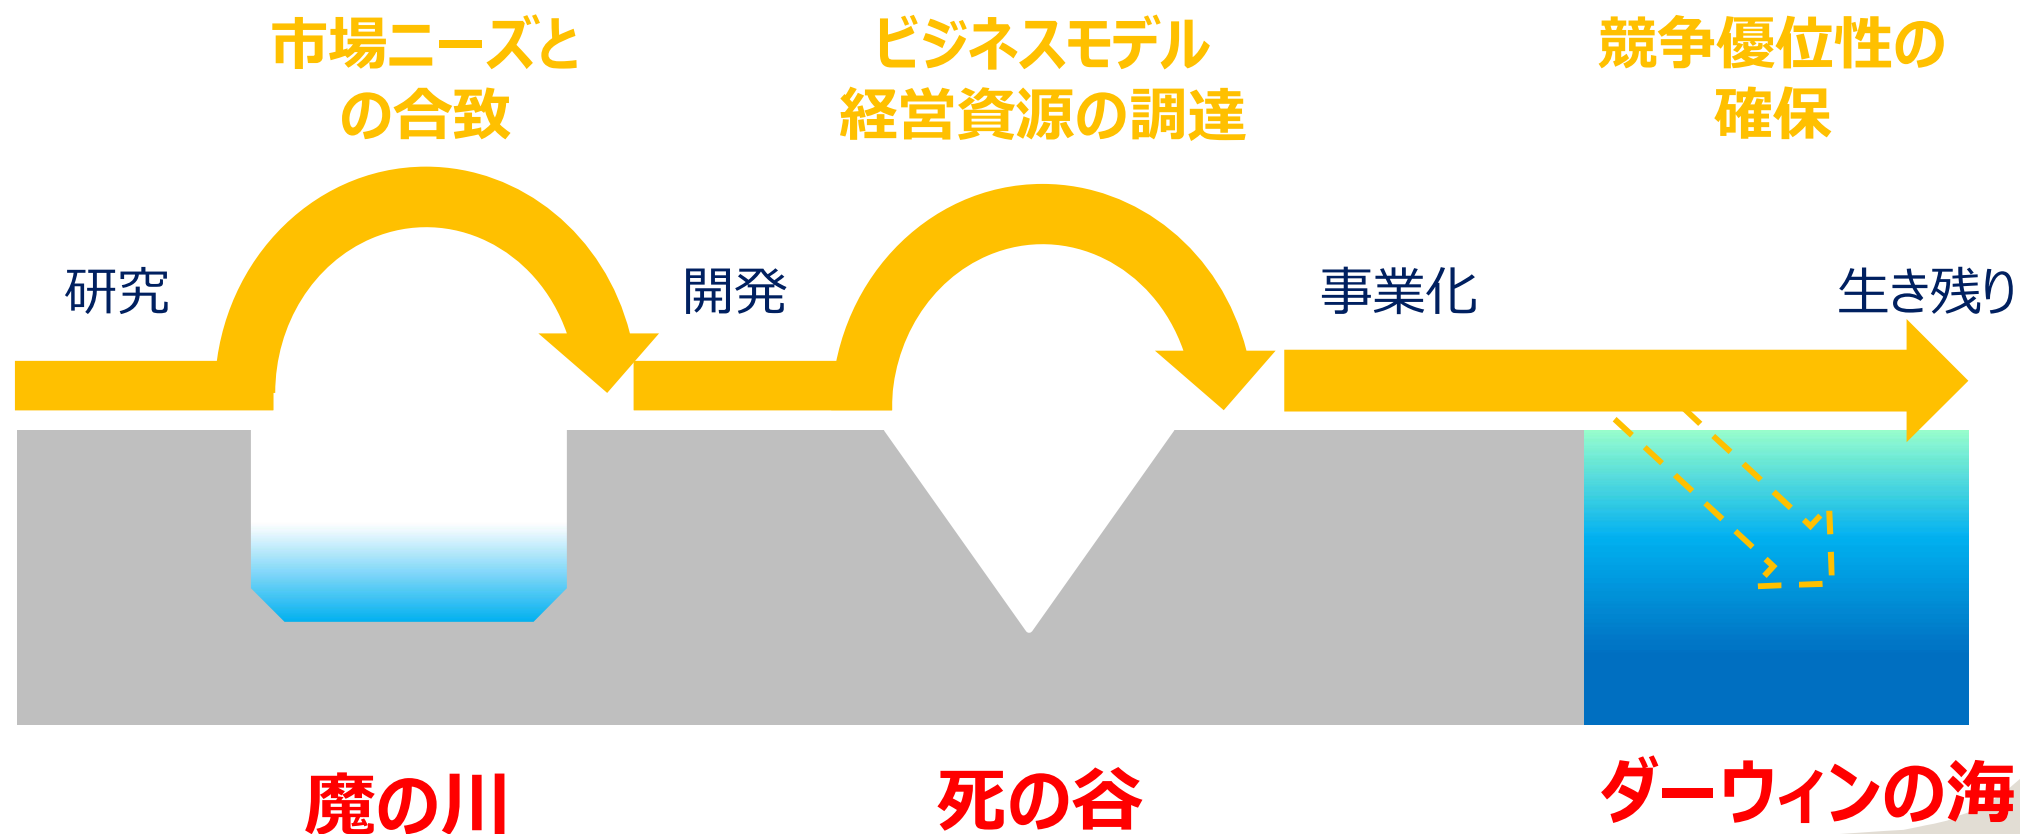 市場ニーズと
の合致
ビジネスモデル
経営資源の調達
競争優位性の
確保
研究
開発
事業化
生き残り
魔の川
死の谷
ダーウィンの海